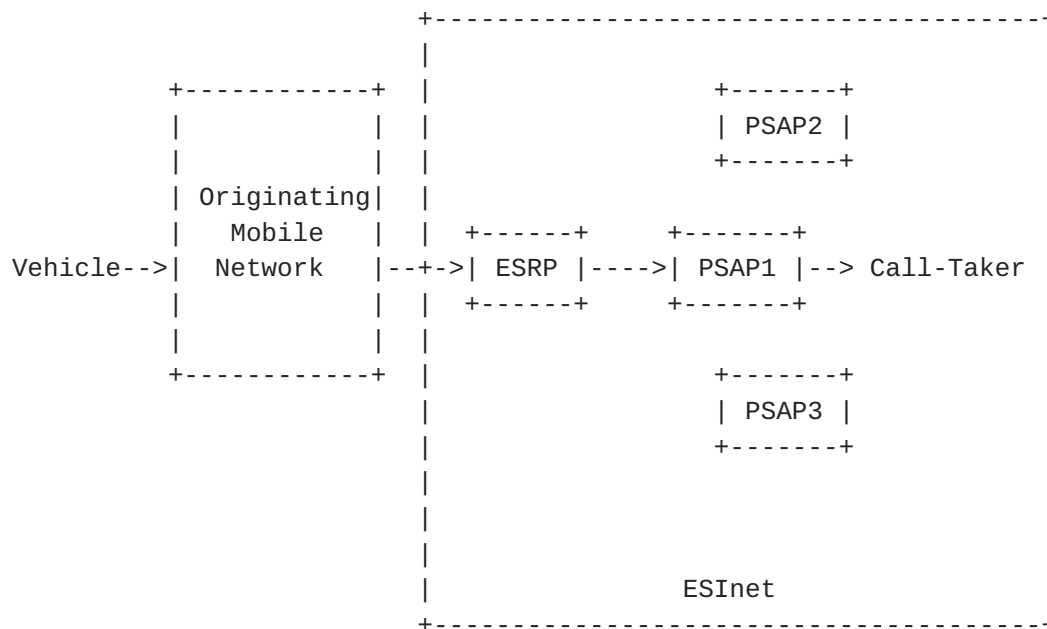 PSAP2
Originating
Mobile
Vehicle--> Network --+-> ESRP ----> PSAP1 --> Call-Taker
PSAP3
ESInet